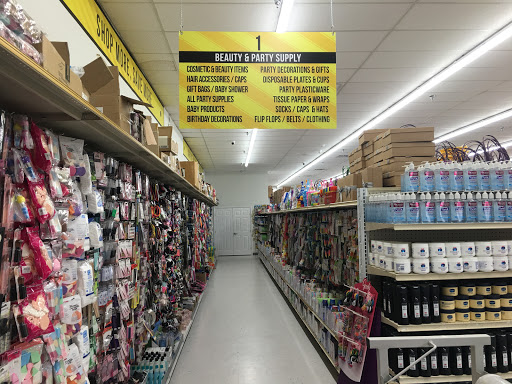 SHOP MORE, SAVE MORE
1
BEAUTY & PARTY SUPPLY
COSMETIC & BEAUTY ITEMS
HAIR ACCESSORIES / CAPS
GIFT BAGS / BABY SHOWER
ALL PARTY SUPPLIES
BABY PRODUCTS
BIRTHDAY DECORATIONS
PARTY DECORATIONS & GIFTS
DISPOSABLE PLATES & CUPS
PARTY PLASTICWARE
TISSUE PAPER & WRAPS
SOCKS / CAPS & HATS
FLIP FLOPS / BELTS / CLOTHING